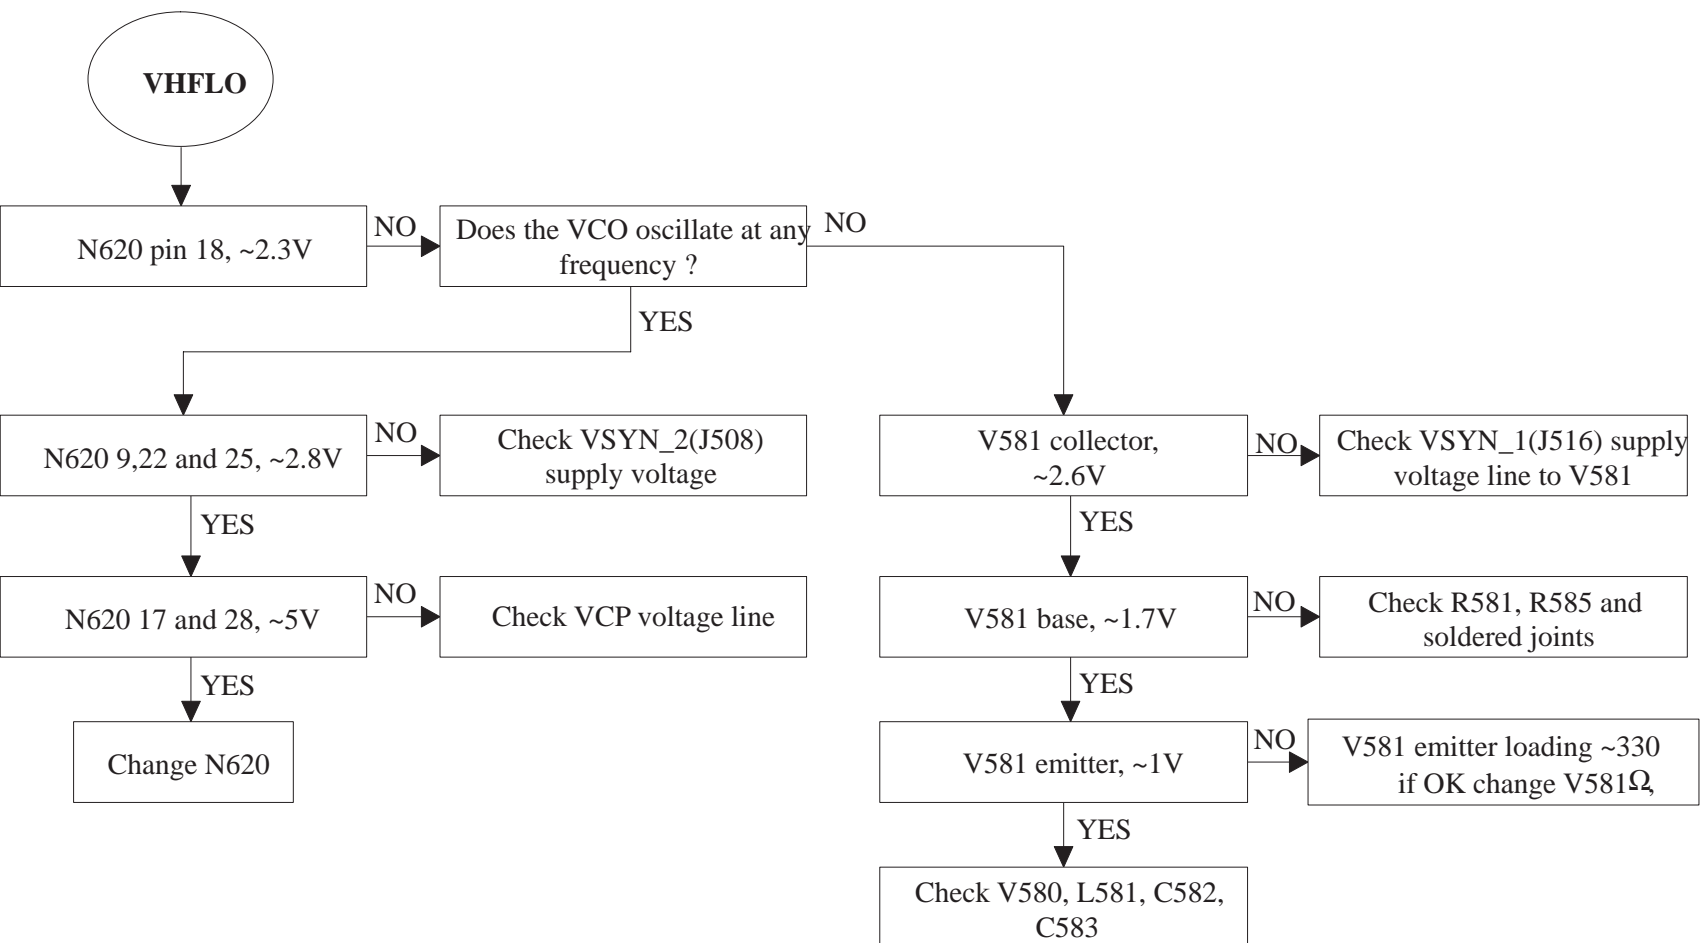 VHFLO
N620 pin 18, ~2.3V
NO
Does the VCO oscillate at any
frequency ?
NO
YES
N620 9,22 and 25, ~2.8V
NO
Check VSYN_2(J508)
supply voltage
V581 collector,
~2.6V
NO
Check VSYN_1(J516) supply
voltage line to V581
YES
YES
N620 17 and 28, ~5V
NO
Check VCP voltage line
V581 base, ~1.7V
NO
Check R581, R585 and
soldered joints
YES
YES
Change N620
V581 emitter, ~1V
NO
V581 emitter loading ~330
if OK change V581Ω,
YES
Check V580, L581, C582,
C583